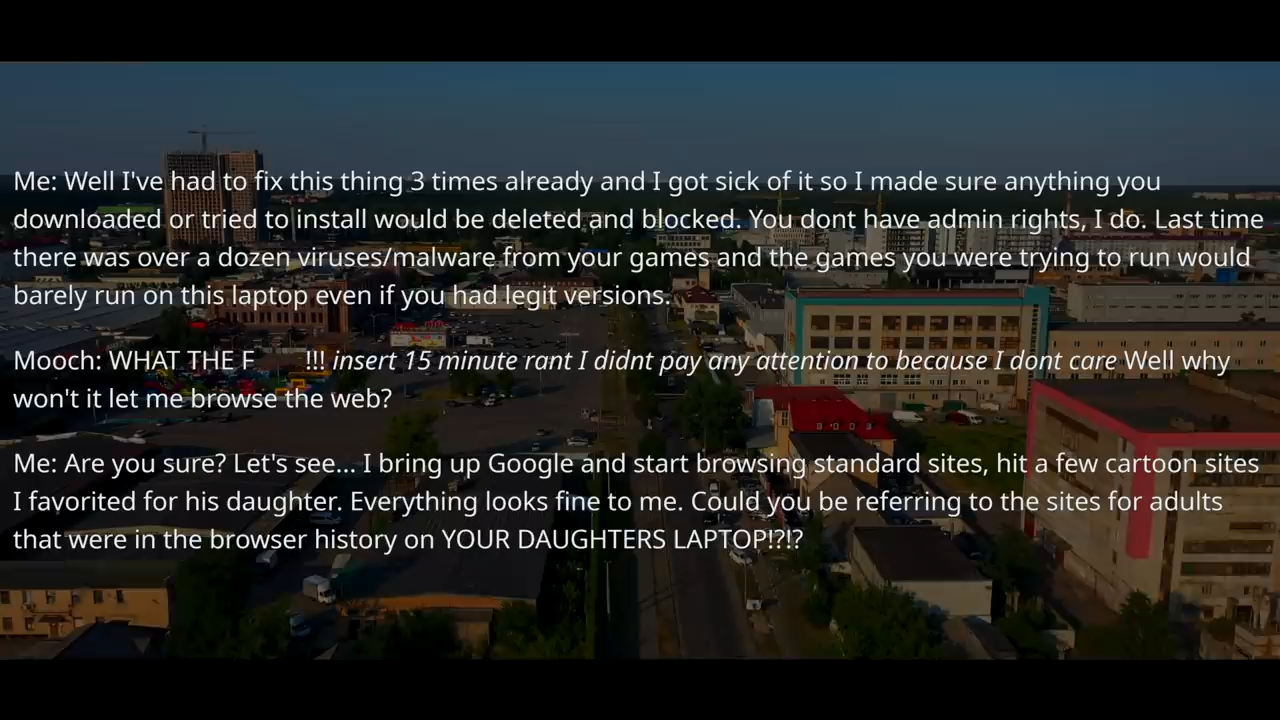 Me: Well I've had to fix this thing 3 times already and I got sick of it so I made sure anything you
downloaded or tried to install would be deleted and blocked. You dont have admin rights, I do. Last time
there was over a dozen viruses/malware from your games and the games you were trying to run would
barely run on this laptop even if you had legit versions.
Mooch: WHAT THE F !!! insert 15 minute rant I didnt pay any attention to because I dont care Well why
won't it let me browse the web?
Me: Are you sure? Let's see... I bring up Google and start browsing standard sites, hit a few cartoon sites
I favorited for his daughter. Everything looks fine to me. Could you be referring to the sites for adults
that were in the browser history on YOUR DAUGHTERS LAPTOP!?!?